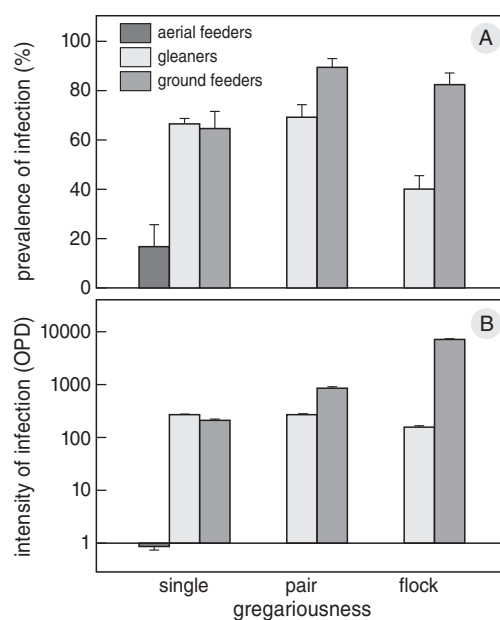 prevalence of infection (%)
100
80
60
40
20
0
aerial feeders
gleaners
ground feeders
A
intensity of infection (OPD)
10000
1000
100
10
1
B
single pair flock
gregariousness